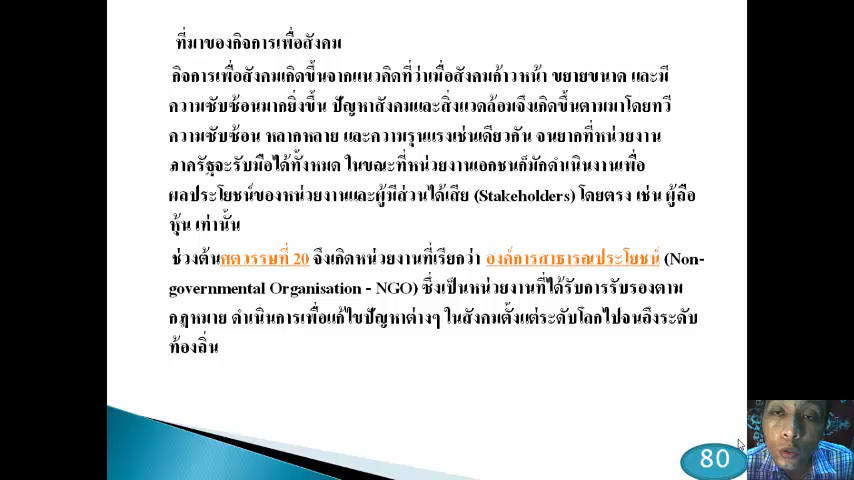 ที่มาของกิจการเพื่อสังคม
กิจการเพื่อสังคมเกิดขึ้นจากแนวคิดที่ว่าเมื่อสังคมก้าวหน้า ขยายขนาด และมี
ความซับซ้อนมากยิ่งขึ้น ปัญหาสังคมและสิ่งแวดล้อมจึงเกิดขึ้นตามมาโดยทวี
ความซับซ้อน หลากหลาย และความรุนแรงเช่นเดียวกัน จนยากที่หน่วยงาน
ภาครัฐจะรับมือได้ทั้งหมด ในขณะที่หน่วยงานเอกชนก็มักดำเนินงานเพื่อ
ผลประโยชน์ของหน่วยงานและผู้มีส่วนได้เสีย (Stakeholders) โดยตรง เช่น ผู้ถือ
หุ้น เท่านั้น
ช่วงต้นศตวรรษที่ 20 จึงเกิดหน่วยงานที่เรียกว่า องค์การสาธารณประโยชน์ (Non-
governmental Organisation - NGO) ซึ่งเป็นหน่วยงานที่ได้รับการรับรองตาม
กฎหมาย ดำเนินการเพื่อแก้ไขปัญหาต่างๆ ในสังคมตั้งแต่ระดับโลกไปจนถึงระดับ
ท้องถิ่น
80